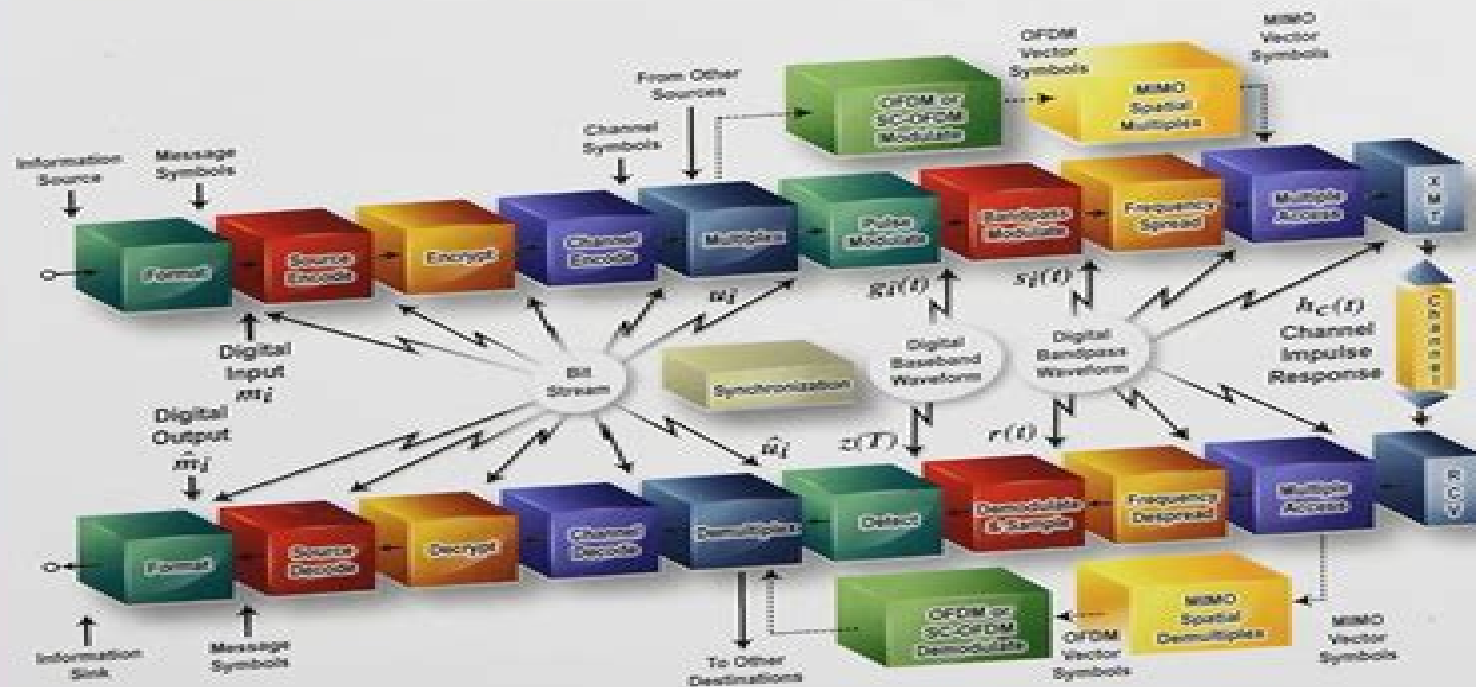 OFDM
Vector
Symbols
MIMO
Vector
Symbols
From Other
Sources
OFDM or
SC-OFDM
Modulate
MIMO
Spatial
Multiplex
Channel
Symbols
Information
Source
Message
Symbols
Format
Source
Encode
Encrypt
Channel
Encode
Multiplex
Pulse
Modulate
Bandpass
Modulate
Frequency
Spread
Multiple
Access
XMT
Digital
Input
mᵢ
uᵢ
gᵢ(t)
sᵢ(t)
h_c(t)
Channel
Impulse
Response
Channel
Bit
Stream
Synchronization
Digital
Baseband
Waveform
Digital
Bandpass
Waveform
Digital
Output
m̂ᵢ
ûᵢ
z(T)
r(t)
Format
Source
Decode
Decrypt
Channel
Decode
Demultiplex
Detect
Demodulate
& Sample
Frequency
Despread
Multiple
Access
RCV
Information
Sink
Message
Symbols
To Other
Destinations
OFDM or
SC-OFDM
Demodulate
OFDM
Vector
Symbols
MIMO
Spatial
Demultiplex
MIMO
Vector
Symbols